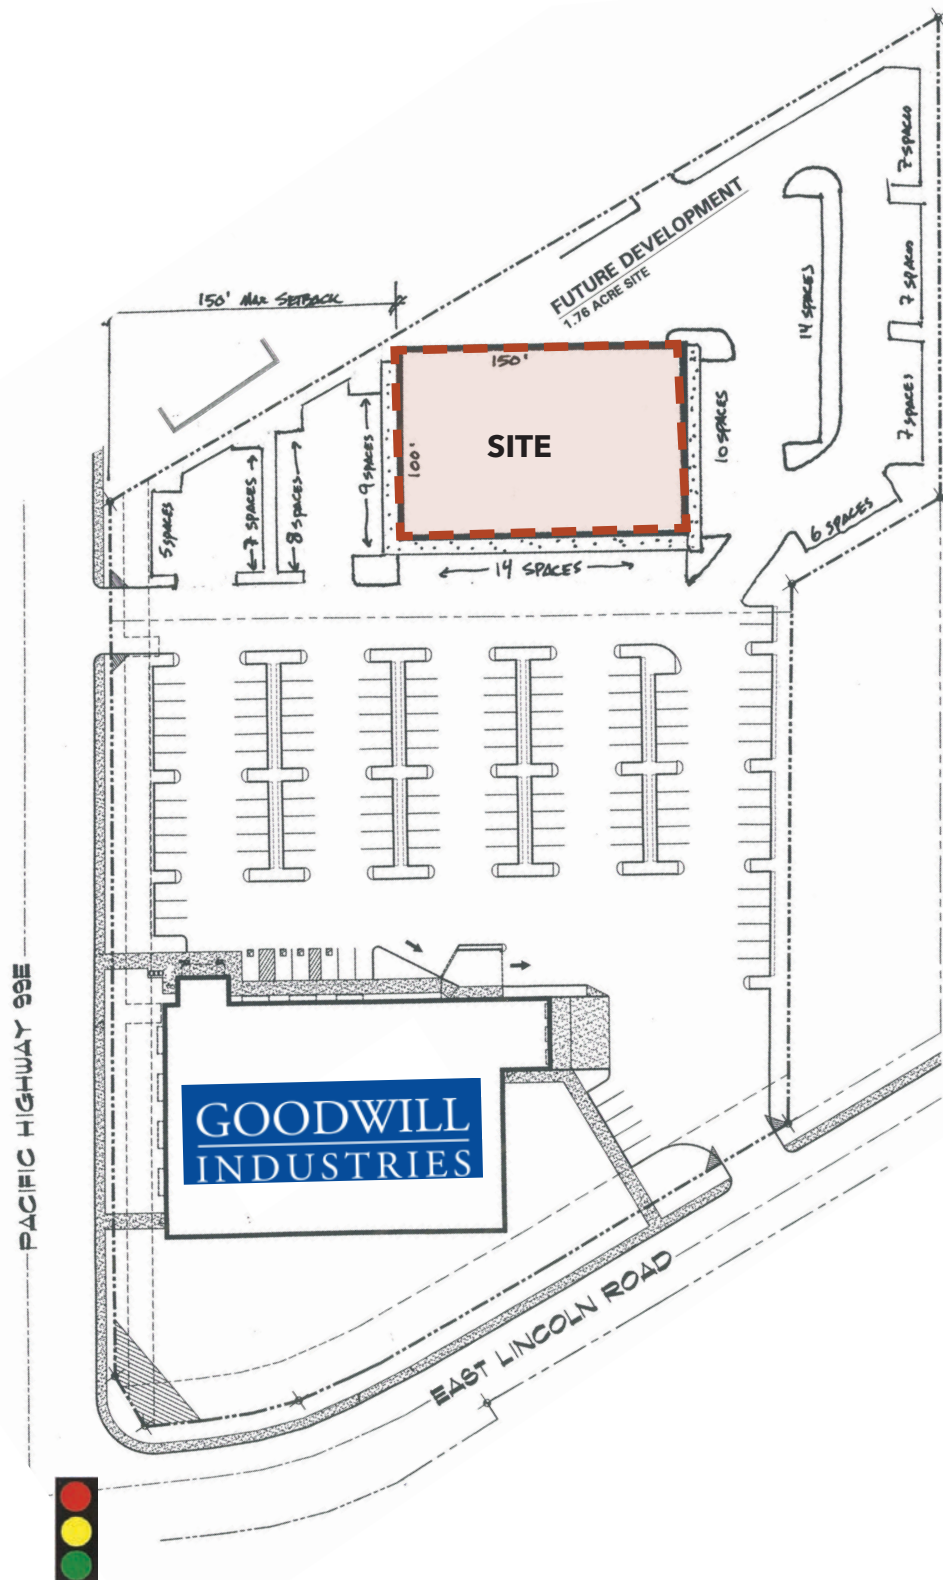 7 SPACES
150' MAX SETBACK
FUTURE DEVELOPMENT
1.76 ACRE SITE
7 SPACES
14 SPACES
150'
SITE
100'
10 SPACES
7 SPACES
9 SPACES
8 SPACES
7 SPACES
5 SPACES
6 SPACES
14 SPACES
PACIFIC HIGHWAY 99E
GOODWILL
INDUSTRIES
EAST LINCOLN ROAD